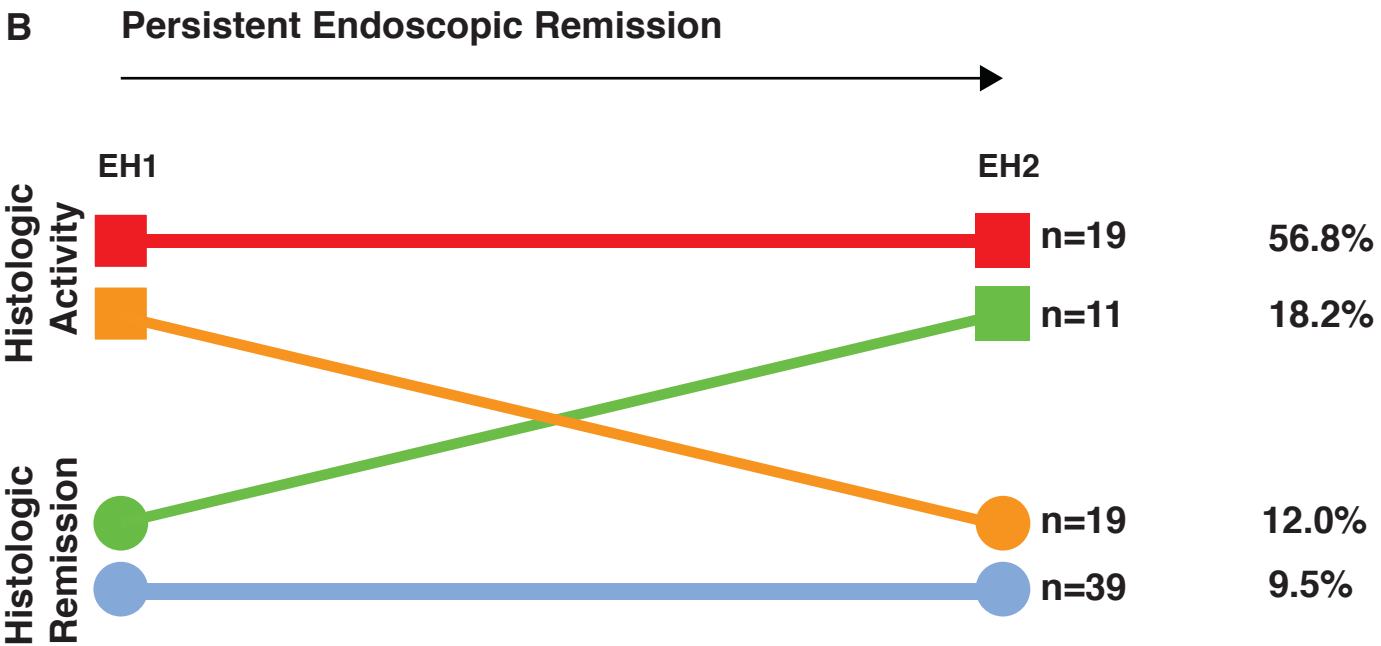 B Persistent Endoscopic Remission
EH1 EH2
Histologic
Activity
n=19 56.8%
n=11 18.2%
Histologic
Remission
n=19 12.0%
n=39 9.5%